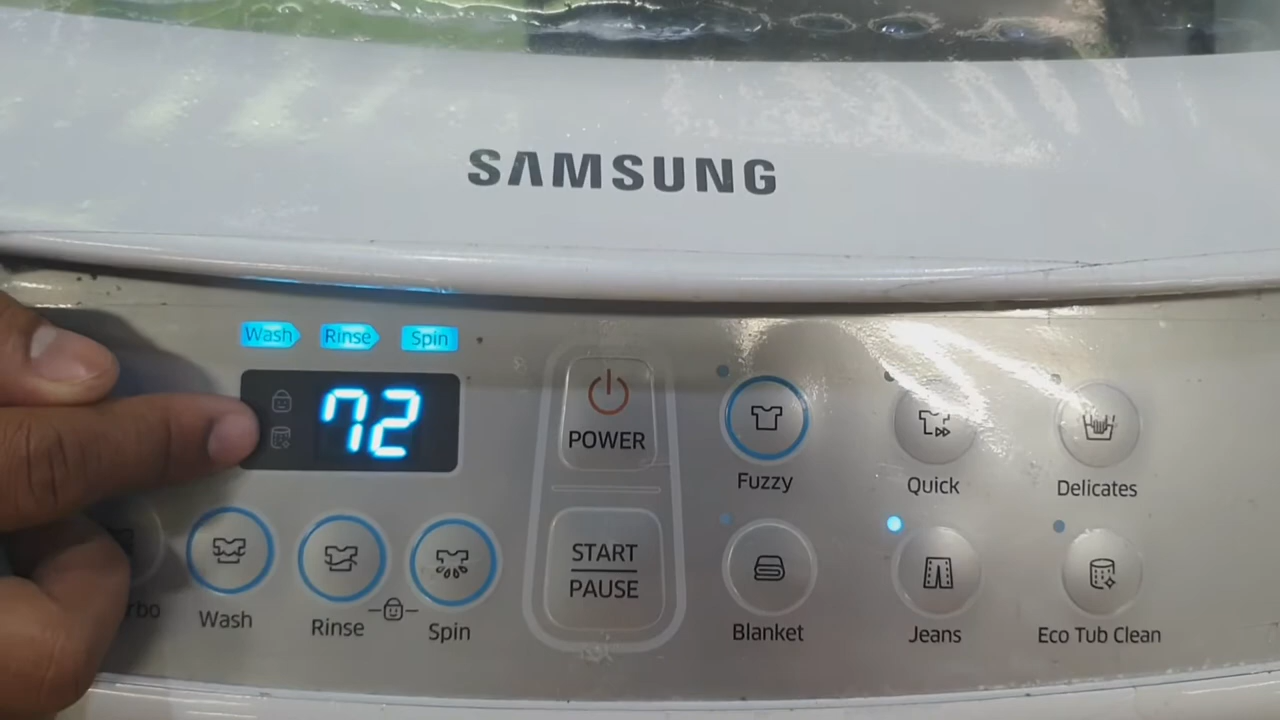 SAMSUNG
Wash Rinse Spin
72
POWER
START
PAUSE
Fuzzy
Quick
Delicates
rbo
Wash
Rinse
Spin
Blanket
Jeans
Eco Tub Clean